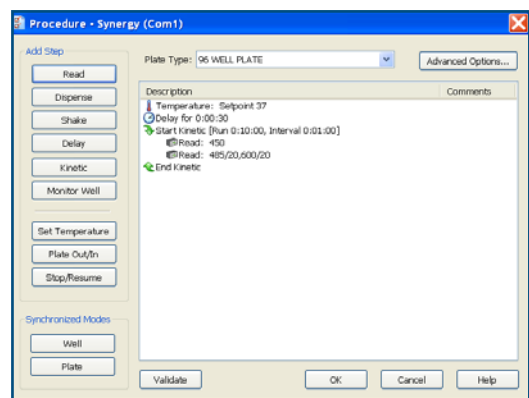 Procedure - Synergy (Com1)
Add Step
Read
Dispense
Shake
Delay
Kinetic
Monitor Well
Set Temperature
Plate Out/In
Stop/Resume
Synchronized Modes
Well
Plate
Plate Type: 96 WELL PLATE
Advanced Options...
Description Comments
Temperature: Setpoint 37
Delay for 0:00:30
Start Kinetic [Run 0:10:00, Interval 0:01:00]
Read: 450
Read: 485/20,600/20
End Kinetic
Validate OK Cancel Help